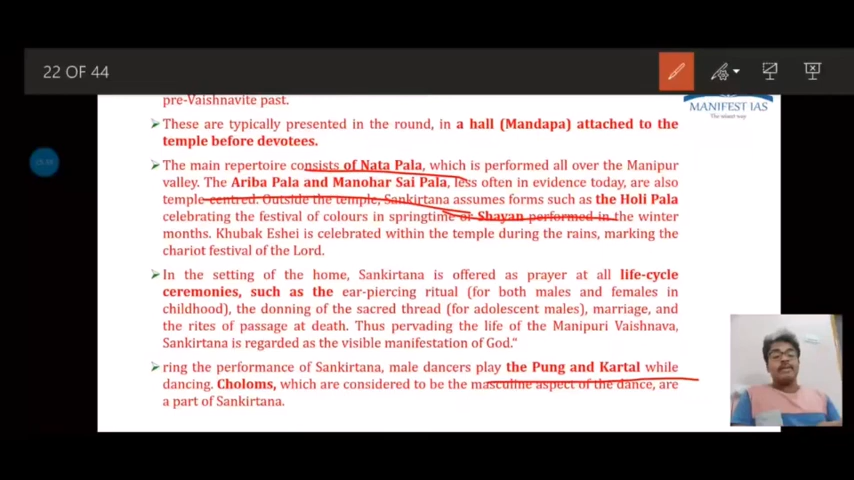 22 OF 44
pre-Vaishnavite past.
MANIFEST IAS
These are typically presented in the round, in a hall (Mandapa) attached to the
temple before devotees.
The main repertoire consists of Nata Pala, which is performed all over the Manipur
valley. The Ariba Pala and Manohar Sai Pala, less often in evidence today, are also
temple centred. Outside the temple, Sankirtana assumes forms such as the Holi Pala
celebrating the festival of colours in springtime or Shayan performed in the winter
months. Khubak Eshei is celebrated within the temple during the rains, marking the
chariot festival of the Lord.
In the setting of the home, Sankirtana is offered as prayer at all life-cycle
ceremonies, such as the ear-piercing ritual (for both males and females in
childhood), the donning of the sacred thread (for adolescent males), marriage, and
the rites of passage at death. Thus pervading the life of the Manipuri Vaishnava,
Sankirtana is regarded as the visible manifestation of God.“
ring the performance of Sankirtana, male dancers play the Pung and Kartal while
dancing. Choloms, which are considered to be the masculine aspect of the dance, are
a part of Sankirtana.